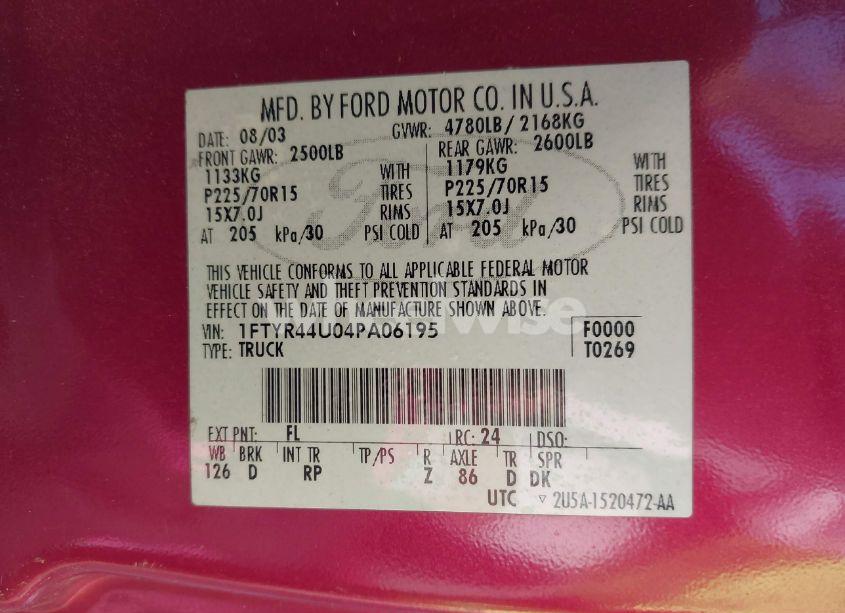 MFD. BY FORD MOTOR CO. IN U.S.A.
DATE: 08/03 GVWR: 4780LB/ 2168KG
FRONT GAWR: 2500LB REAR GAWR: 2600LB
1133KG WITH 1179KG WITH
P225/70R15 TIRES P225/70R15 TIRES
15X7.0J RIMS 15X7.0J RIMS
AT 205 kPa/30 PSI COLD AT 205 kPa/30 PSI COLD
Ford
THIS VEHICLE CONFORMS TO ALL APPLICABLE FEDERAL MOTOR
VEHICLE SAFETY AND THEFT PREVENTION STANDARDS IN
EFFECT ON THE DATE OF MANUFACTURE SHOWN ABOVE.
VIN: 1FTYR44U04PA06195 F0000
TYPE: TRUCK T0269
EXT PNT: FL RC: 24 DSO:
WB BRK INT TR TP/PS R AXLE TR SPR
126 D RP Z 86 D DK
UTC ▽ 2U5A-1520472-AA